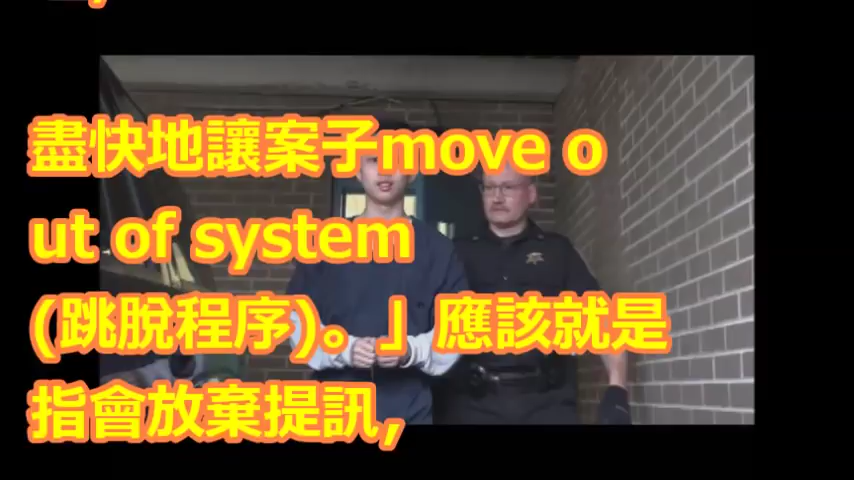 盡快地讓案子move o
ut of system
(跳脫程序)。」應該就是
指會放棄提訊,